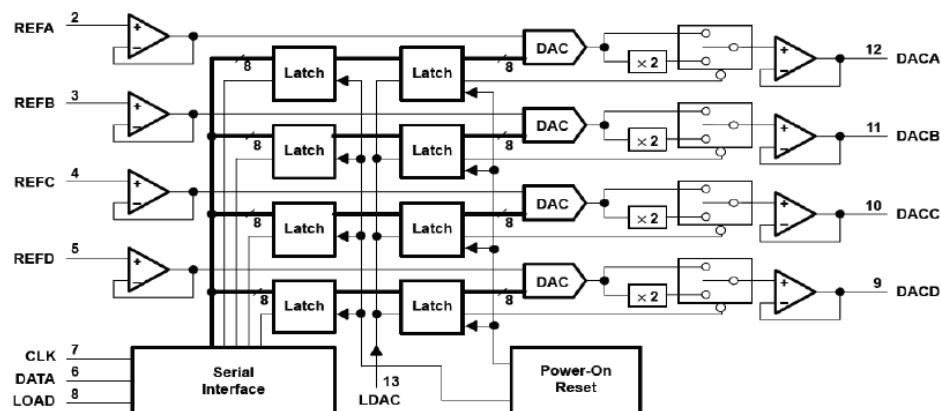 REFA 2
+
−
8 Latch Latch 8 DAC × 2 + − 12 DACA
REFB 3
+
−
8 Latch Latch 8 DAC × 2 + − 11 DACB
REFC 4
+
−
8 Latch Latch 8 DAC × 2 + − 10 DACC
REFD 5
+
−
8 Latch Latch 8 DAC × 2 + − 9 DACD
CLK 7
DATA 6
LOAD 8
Serial
Interface
13
LDAC
Power-On
Reset